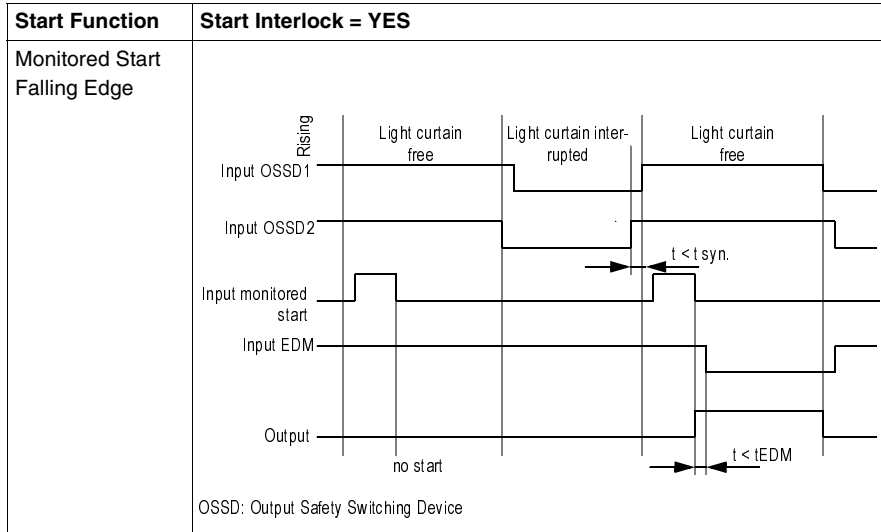 Start Function
Start Interlock = YES
Monitored Start
Falling Edge
Rising
Light curtain
free
Light curtain inter-
rupted
Light curtain
free
Input OSSD1
Input OSSD2
t < t syn.
Input monitored
start
Input EDM
Output
t < tEDM
no start
OSSD: Output Safety Switching Device